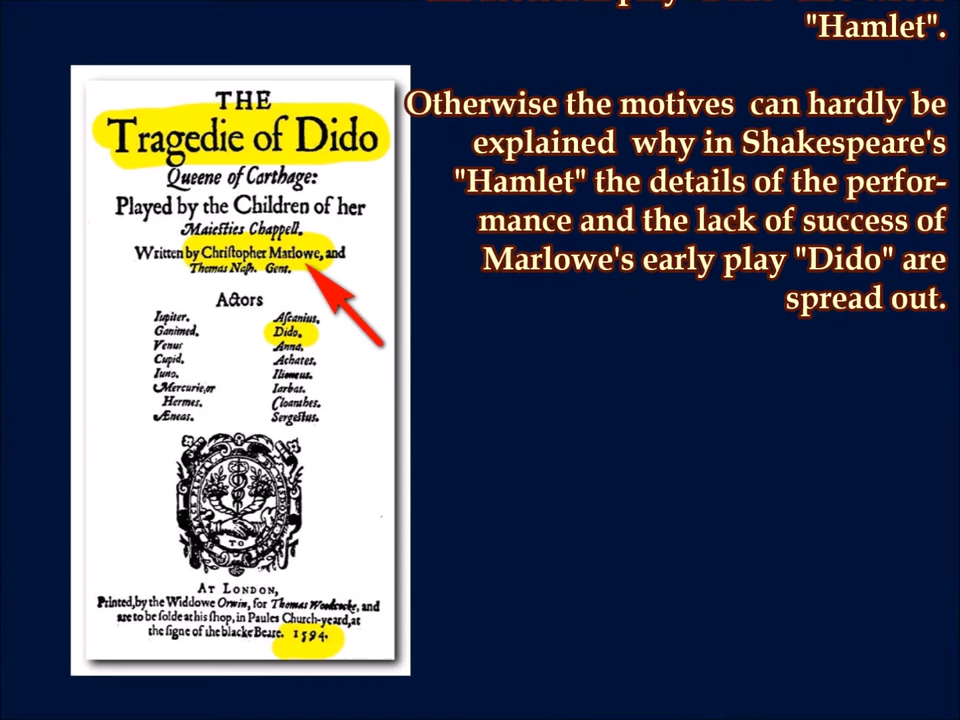 "Hamlet".
Otherwise the motives can hardly be
explained why in Shakespeare's
"Hamlet" the details of the perfor-
mance and the lack of success of
Marlowe's early play "Dido" are
spread out.
THE
Tragedie of Dido
Queene of Carthage:
Played by the Children of her
Maiesties Chappell.
Written by Christopher Marlowe, and
Thomas Nash. Gent.
Actors
Iupiter.
Ganimed.
Venus
Cupid.
Iuno.
Mercurie, or
Hermes.
Æneas.
Ascanius.
Dido.
Anna.
Achates.
Ilioneus.
Iarbas.
Cloanthes.
Sergestus.
AT LONDON,
Printed, by the Widdowe Orwin, for Thomas Woodcocke, and
are to be solde at his shop, in Paules Church-yeard, at
the signe of the blacke Beare. 1594.